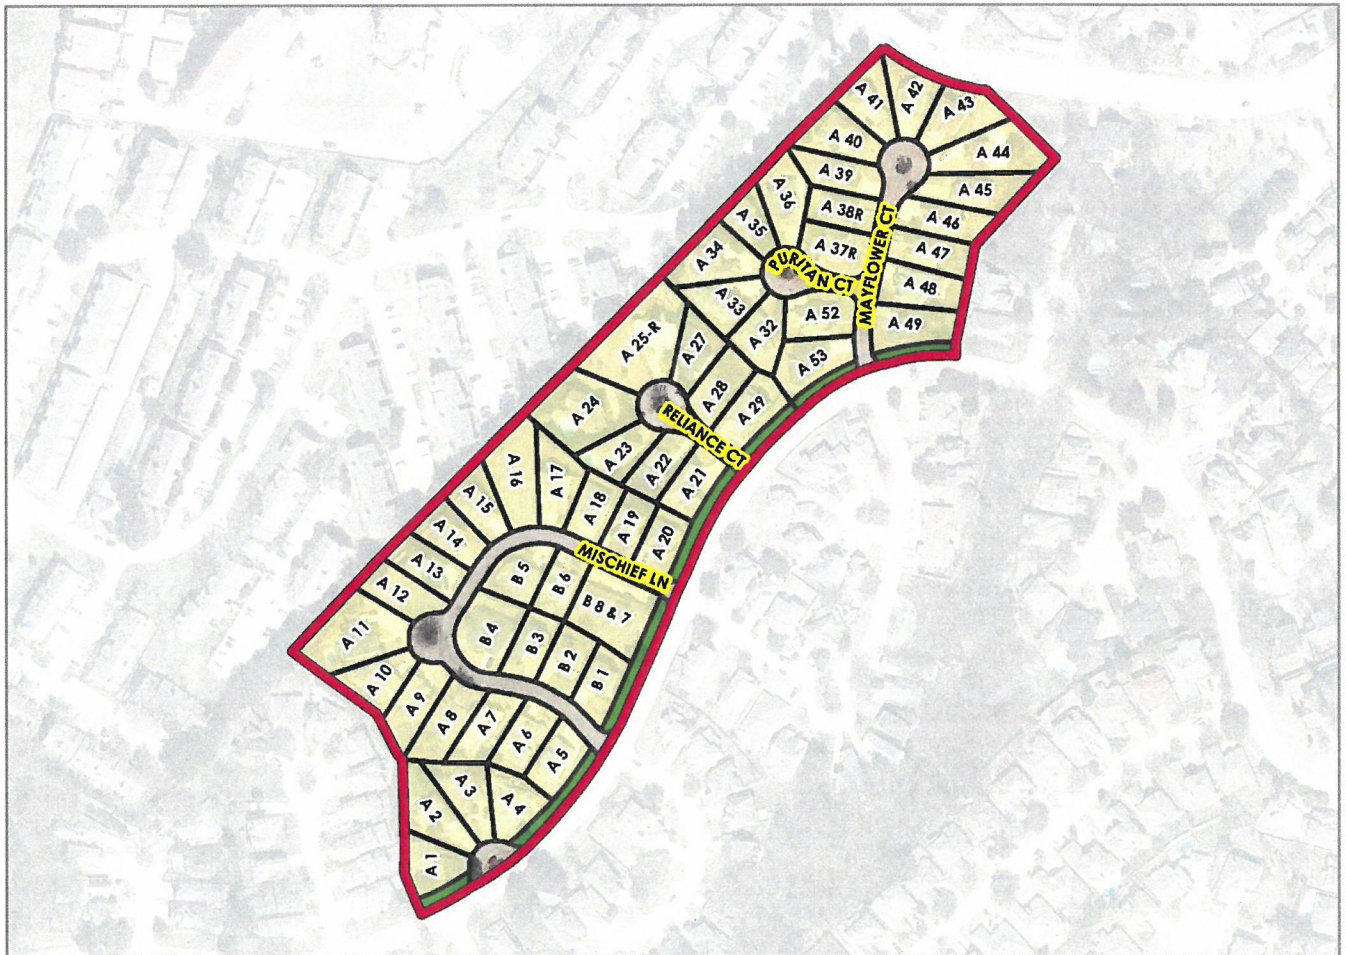 A 41
A 42
A 43
A 40
A 44
A 39
A 45
A 36
A 38R
A 46
A 35
A 37R
A 47
MAYFLOWER CT
A 34
PURITAN CT
A 48
A 33
A 52
A 49
A 32
A 25-R
A 27
A 53
A 28
A 24
A 29
RELIANCE CT
A 23
A 22
A 21
A 16
A 17
A 15
A 18
A 19
A 20
A 14
MISCHIEF LN
A 13
B 5
B 6
A 12
B 8 & 7
A 11
B 4
B 3
B 2
B 1
A 10
A 9
A 8
A 7
A 6
A 5
A 3
A 4
A 2
A 1